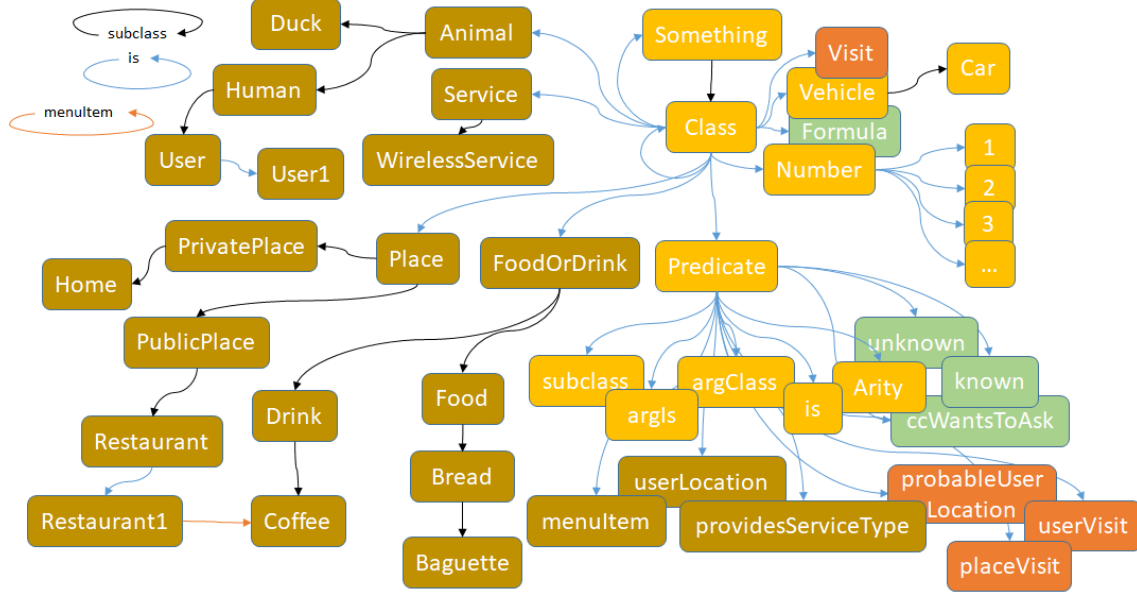 subclass
is
menuItem
Duck
Animal
Something
Visit
Car
Human
Service
Vehicle
Class
Formula
User
User1
WirelessService
Number
1
2
3
...
PrivatePlace
Place
FoodOrDrink
Predicate
Home
PublicPlace
unknown
subclass
argClass
Arity
known
Food
is
Drink
argIs
ccWantsToAsk
Restaurant
Bread
userLocation
probableUser
Location
Restaurant1
Coffee
menuItem
providesServiceType
userVisit
Baguette
placeVisit